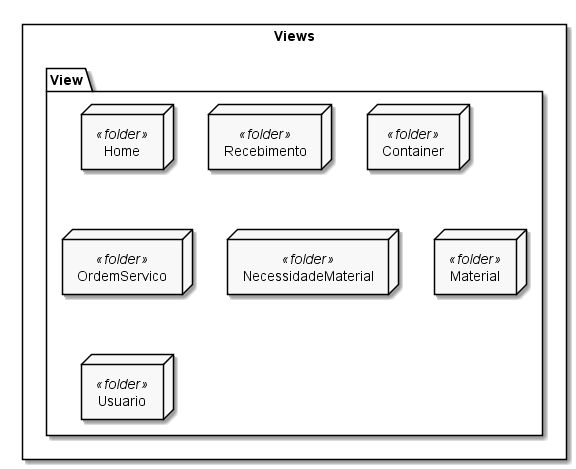 Views
View
«folder»
Home
«folder»
Recebimento
«folder»
Container
«folder»
OrdemServico
«folder»
NecessidadeMaterial
«folder»
Material
«folder»
Usuario